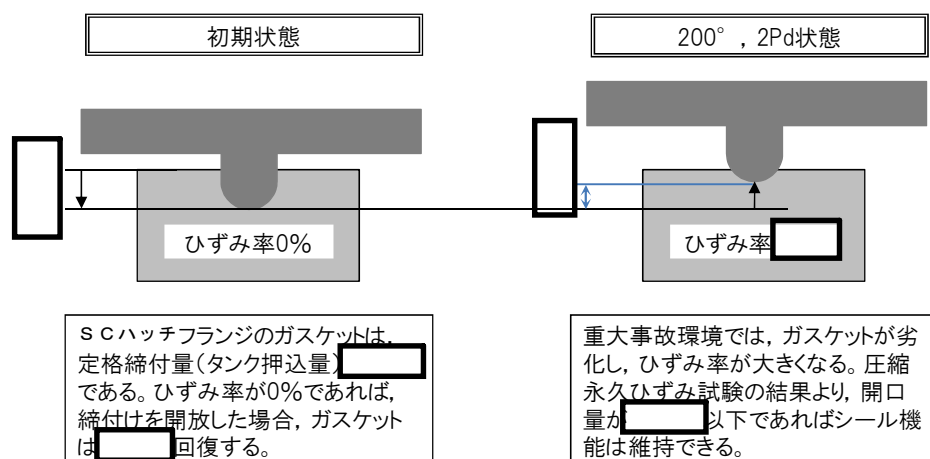 初期状態
200°，2Pd状態
ひずみ率0%
ひずみ率
ＳＣハッチフランジのガスケットは，
定格締付量(タンク押込量)
である。ひずみ率が0%であれば，
締付けを開放した場合，ガスケット
は 回復する。
重大事故環境では，ガスケットが劣
化し，ひずみ率が大きくなる。圧縮
永久ひずみ試験の結果より，開口
量が 以下であればシール機
能は維持できる。